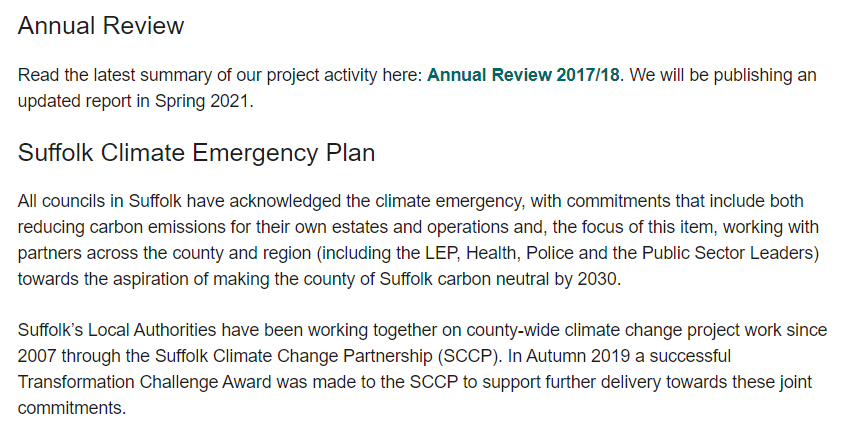 Annual Review
Read the latest summary of our project activity here: Annual Review 2017/18. We will be publishing an
updated report in Spring 2021.
Suffolk Climate Emergency Plan
All councils in Suffolk have acknowledged the climate emergency, with commitments that include both
reducing carbon emissions for their own estates and operations and, the focus of this item, working with
partners across the county and region (including the LEP, Health, Police and the Public Sector Leaders)
towards the aspiration of making the county of Suffolk carbon neutral by 2030.
Suffolk’s Local Authorities have been working together on county-wide climate change project work since
2007 through the Suffolk Climate Change Partnership (SCCP). In Autumn 2019 a successful
Transformation Challenge Award was made to the SCCP to support further delivery towards these joint
commitments.